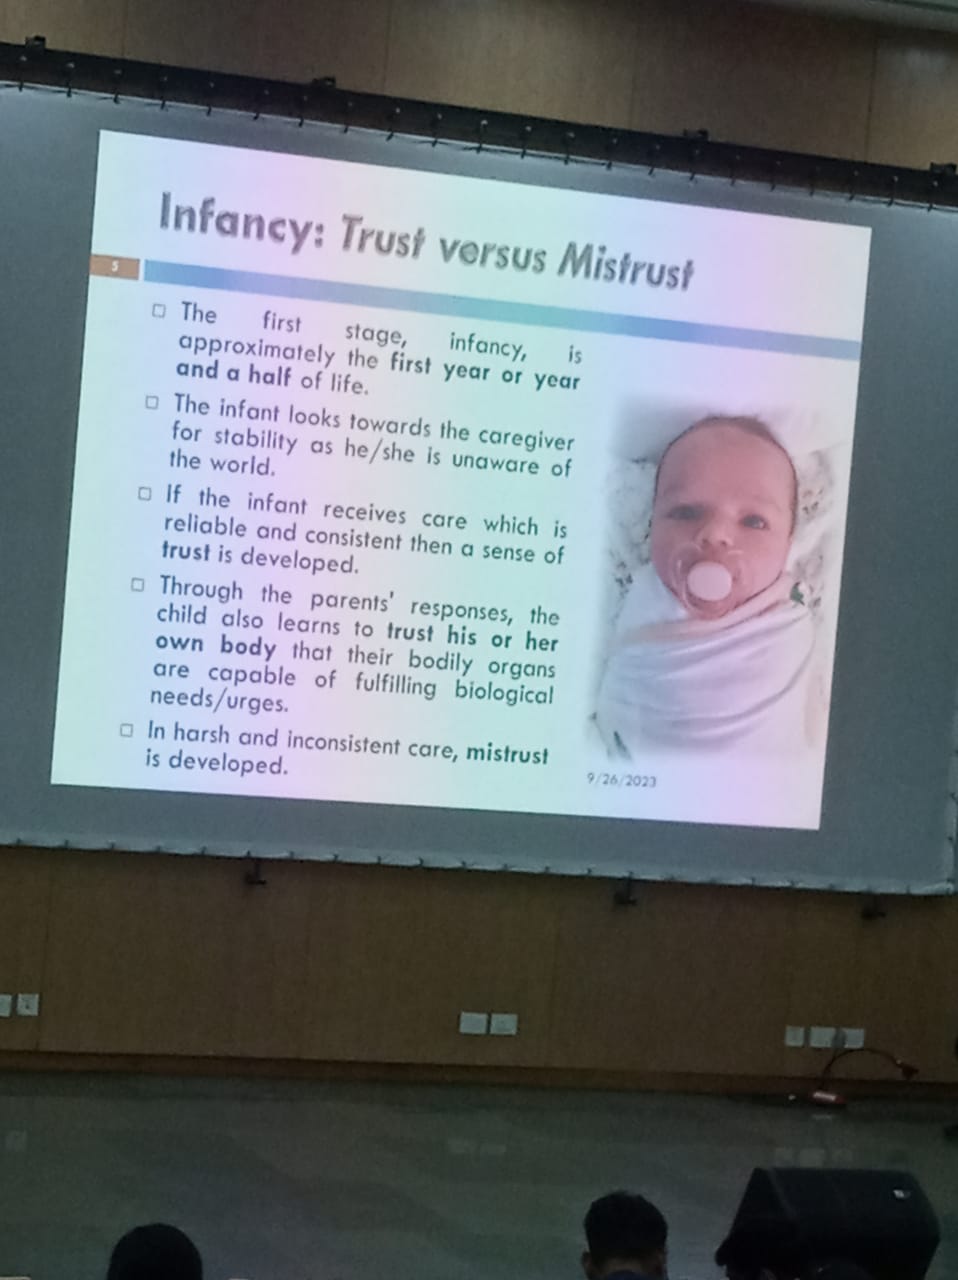 Infancy: Trust versus Mistrust
5
The first stage, infancy, is
approximately the first year or year
and a half of life.
The infant looks towards the caregiver
for stability as he/she is unaware of
the world.
If the infant receives care which is
reliable and consistent then a sense of
trust is developed.
Through the parents' responses, the
child also learns to trust his or her
own body that their bodily organs
are capable of fulfilling biological
needs/urges.
In harsh and inconsistent care, mistrust
is developed.
9/26/2023